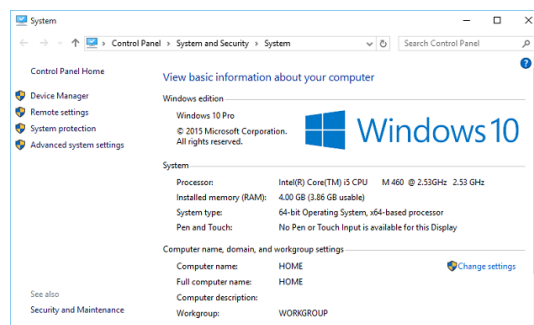 System
Control Panel > System and Security > System
Search Control Panel
Control Panel Home
Device Manager
Remote settings
System protection
Advanced system settings
See also
Security and Maintenance
View basic information about your computer
Windows edition
Windows 10 Pro
© 2015 Microsoft Corporation.
All rights reserved.
Windows 10
System
Processor: Intel(R) Core(TM) i5 CPU M 460 @ 2.53GHz 2.53 GHz
Installed memory (RAM): 4.00 GB (3.86 GB usable)
System type: 64-bit Operating System, x64-based processor
Pen and Touch: No Pen or Touch Input is available for this Display
Computer name, domain, and workgroup settings
Computer name: HOME
Change settings
Full computer name: HOME
Computer description:
Workgroup: WORKGROUP